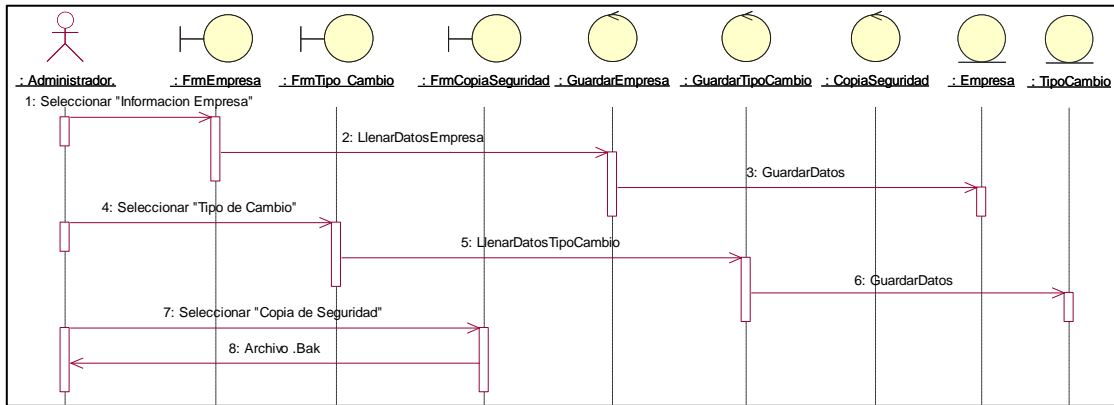 : Administrador.
: FrmEmpresa
: FrmTipo_Cambio
: FrmCopiaSeguridad
: GuardarEmpresa
: GuardarTipoCambio
: CopiaSeguridad
: Empresa
: TipoCambio
1: Seleccionar "Informacion Empresa"
2: LlenarDatosEmpresa
3: GuardarDatos
4: Seleccionar "Tipo de Cambio"
5: LlenarDatosTipoCambio
6: GuardarDatos
7: Seleccionar "Copia de Seguridad"
8: Archivo .Bak